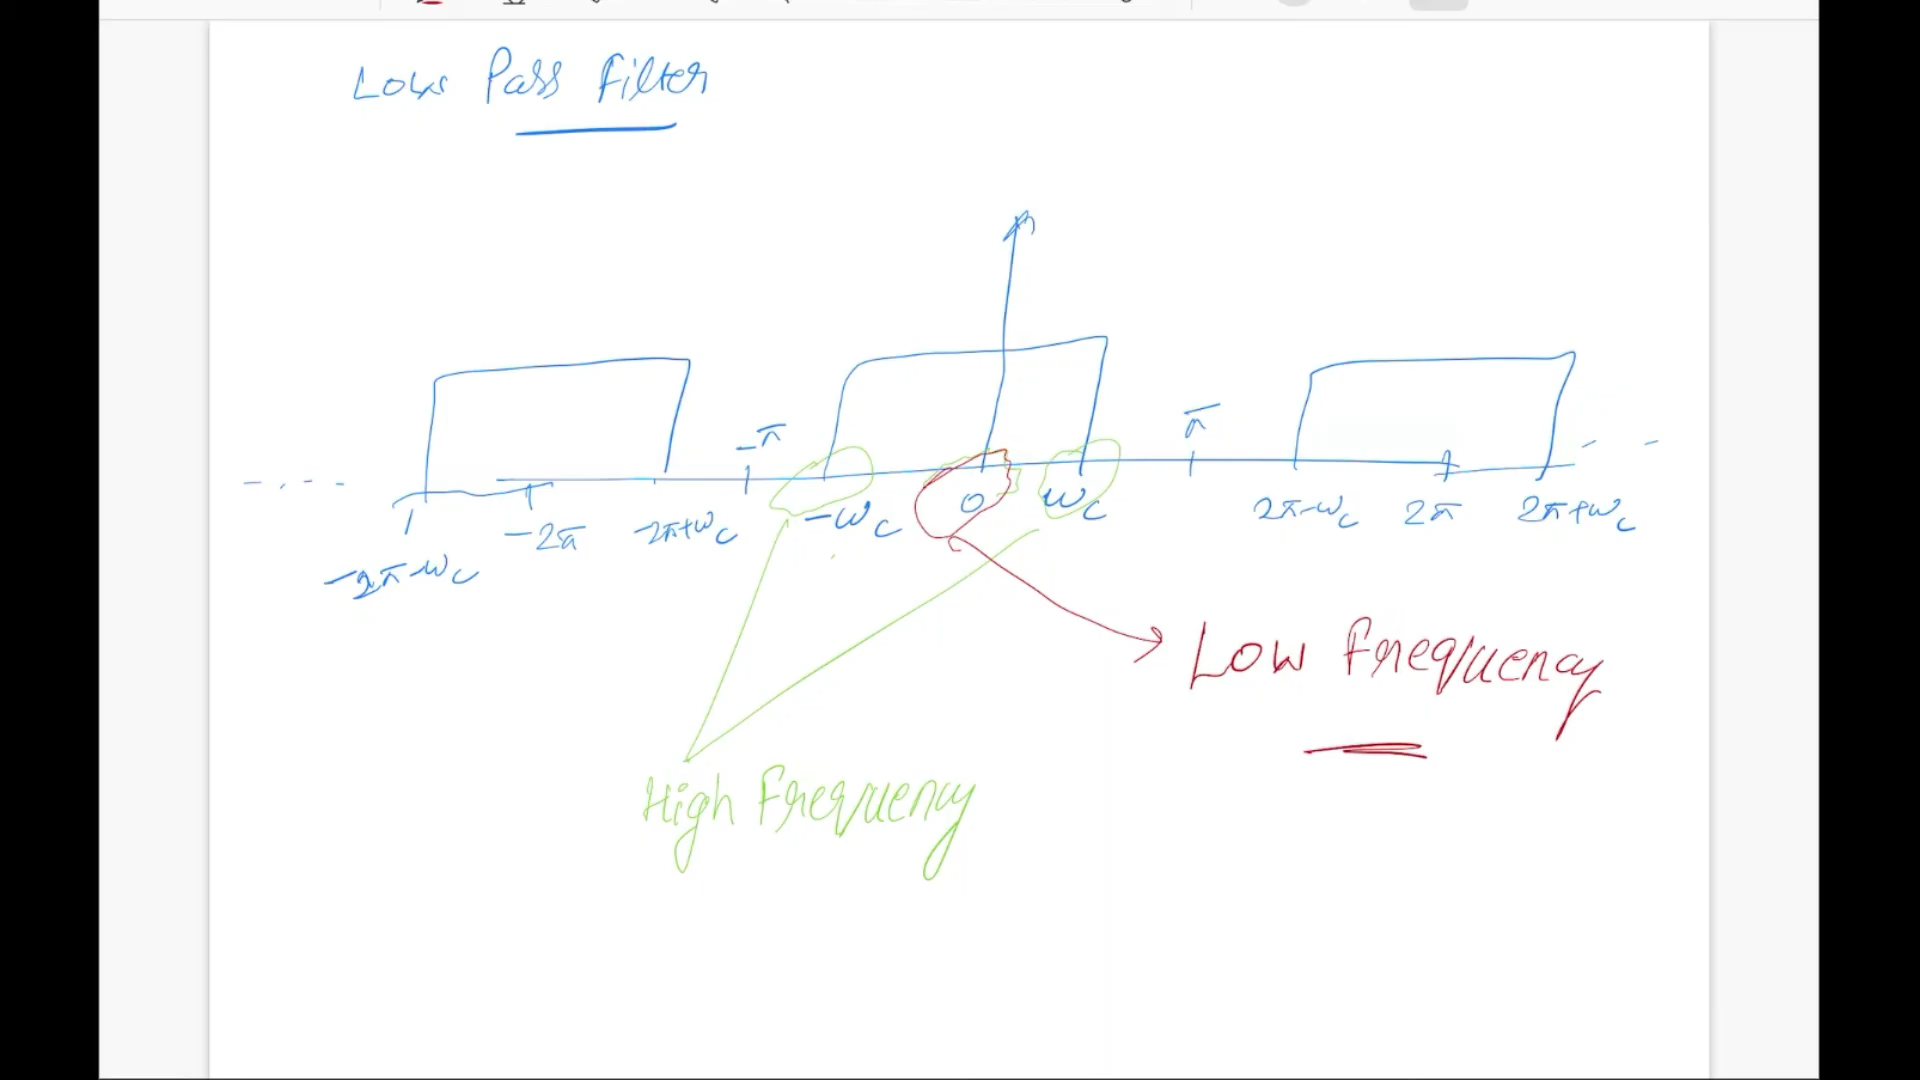 Low Pass Filter
-π
π
-2π-ωc
-2π
-2π+ωc
-ωc
0
ωc
2π-ωc
2π
2π+ωc
Low Frequency
High Frequency